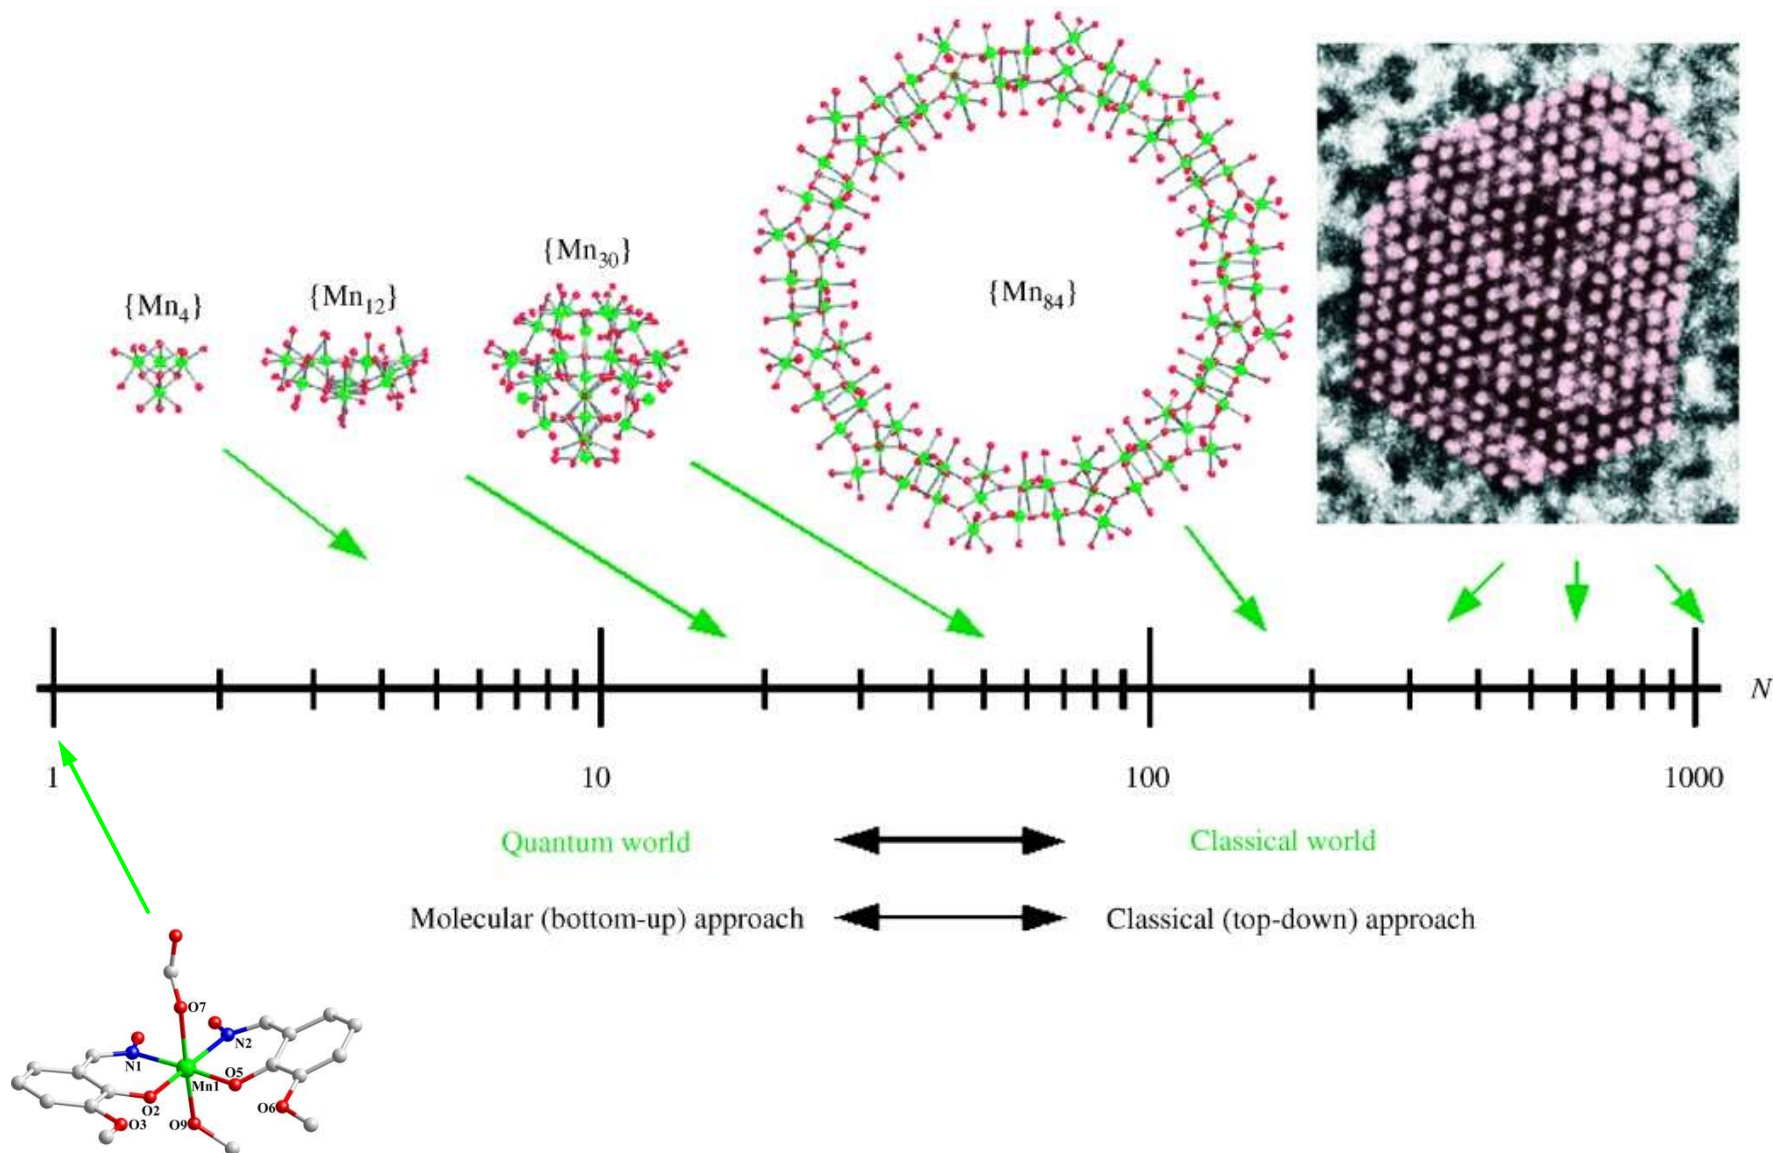 {Mn₃₀}
{Mn₄}
{Mn₁₂}
{Mn₈₄}
N
1
10
100
1000
Quantum world
Classical world
Molecular (bottom-up) approach
Classical (top-down) approach
O7
N2
N1
Mn1
O5
O2
O6
O3
O9